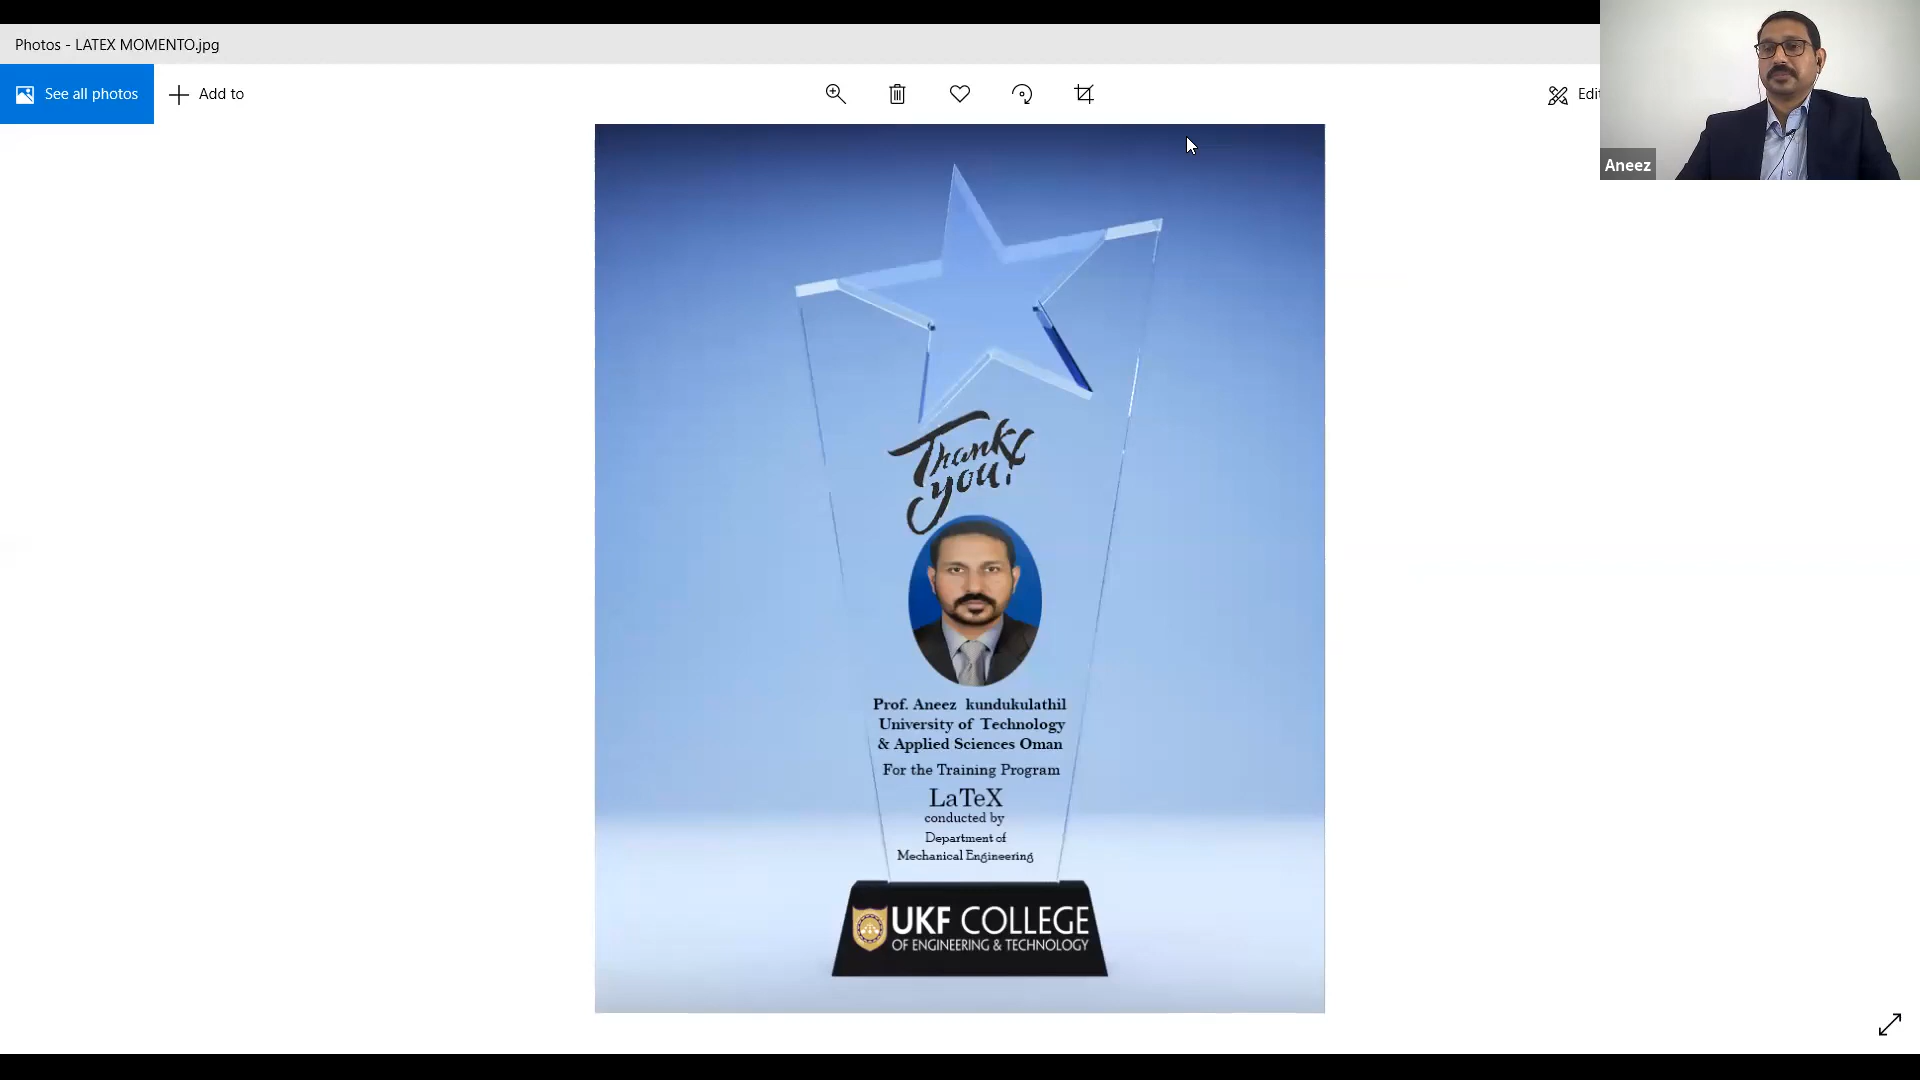 Photos - LATEX MOMENTO.jpg
See all photos
Add to
Edit
Aneez
Thank
you!
Prof. Aneez kundukulathil
University of Technology
& Applied Sciences Oman
For the Training Program
LaTeX
conducted by
Department of
Mechanical Engineering
UKF COLLEGE
OF ENGINEERING & TECHNOLOGY